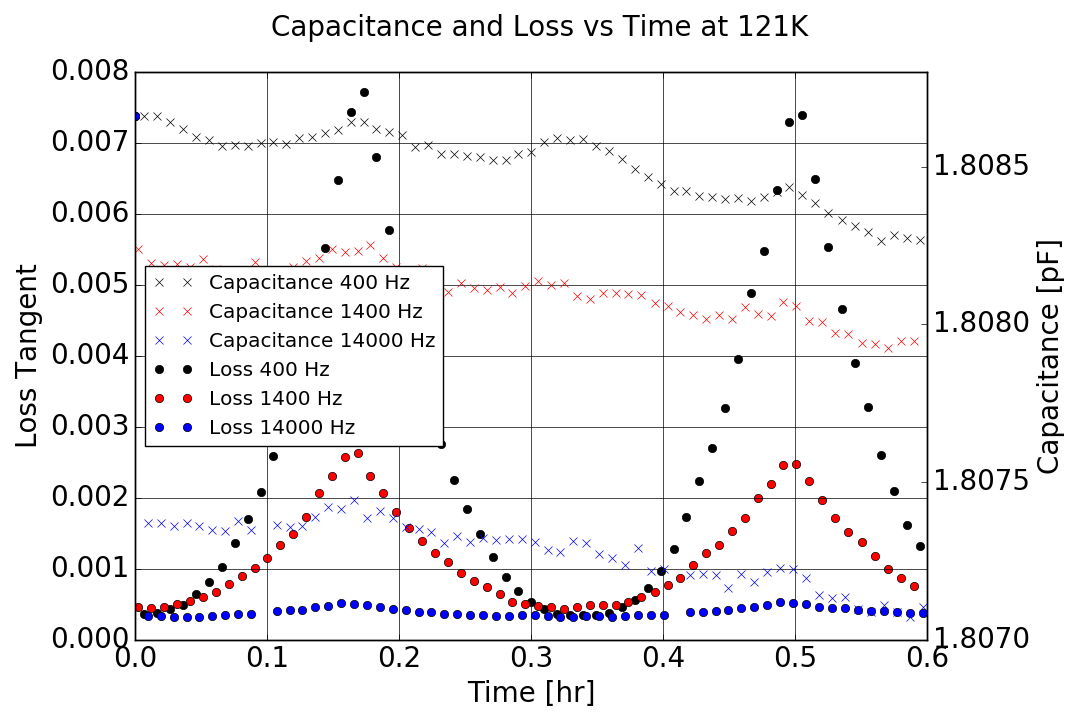 Capacitance and Loss vs Time at 121K
0.008
0.007
0.006
0.005
0.004
0.003
0.002
0.001
0.000
Loss Tangent
Capacitance 400 Hz
Capacitance 1400 Hz
Capacitance 14000 Hz
Loss 400 Hz
Loss 1400 Hz
Loss 14000 Hz
1.8085
1.8080
1.8075
1.8070
Capacitance [pF]
0.0 0.1 0.2 0.3 0.4 0.5 0.6
Time [hr]